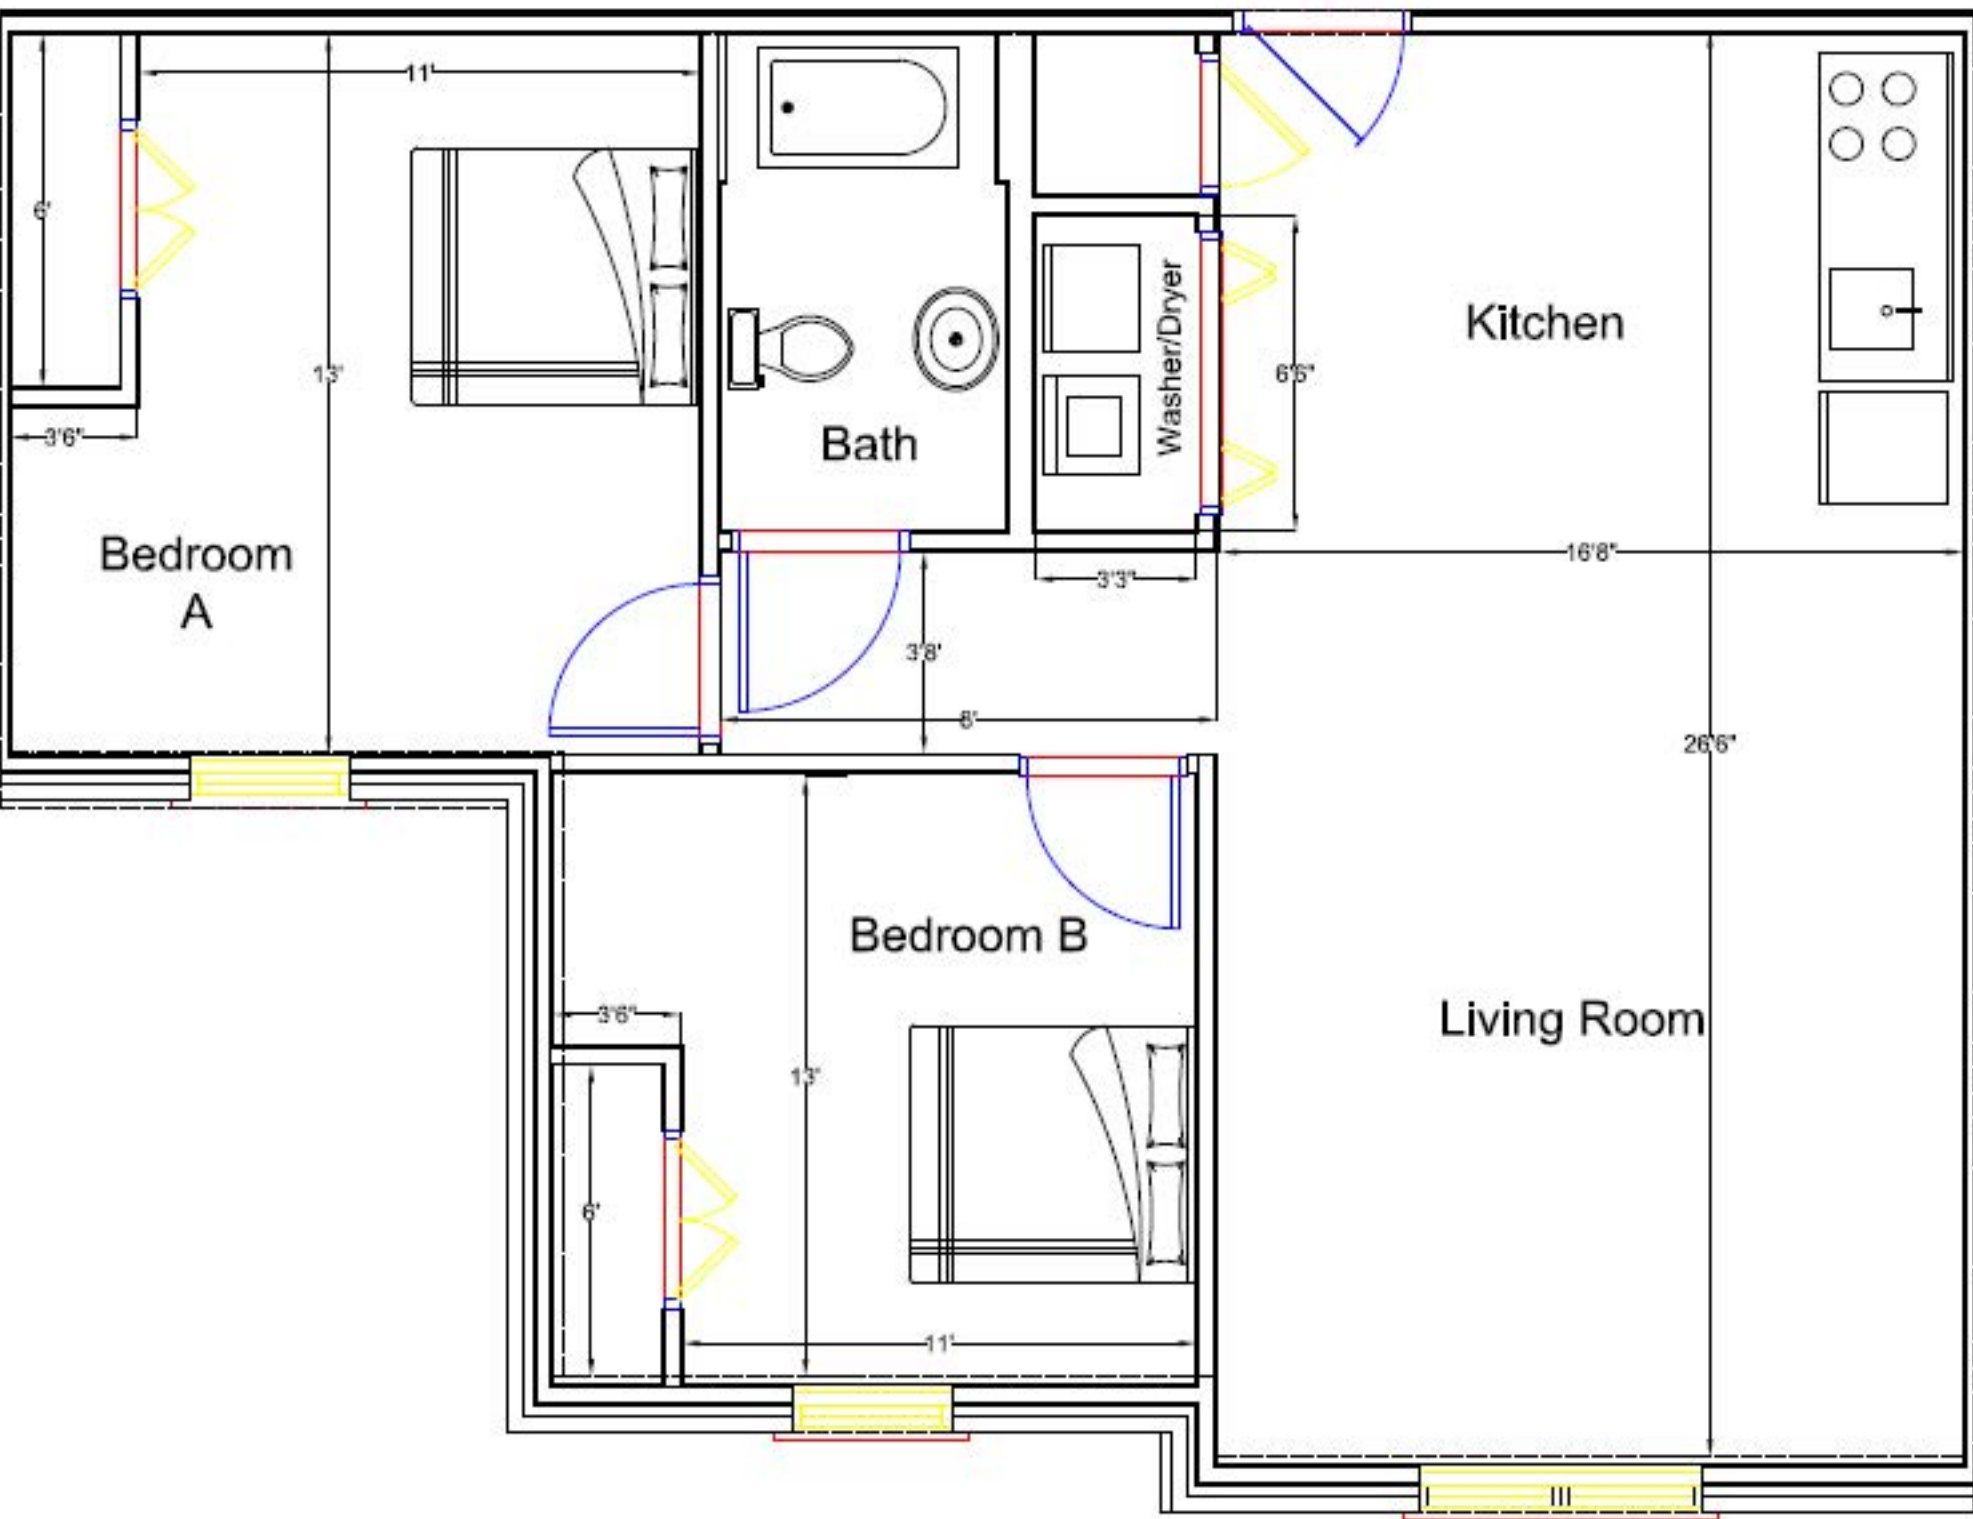 11'
6'
13'
3'6"
Bedroom
A
Bath
Washer/Dryer
6'6"
Kitchen
3'3"
16'8"
3'8'
8'
26'6"
Bedroom B
3'6"
13'
6'
11'
Living Room